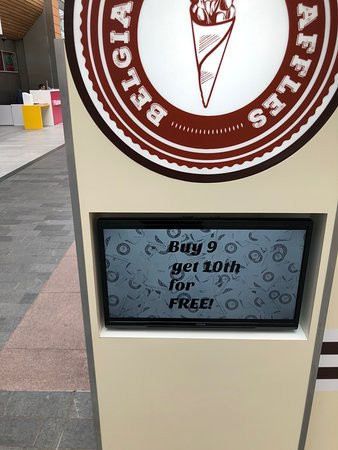 BELGIA
AFFLES
Buy 9
get 10th
for
FREE!